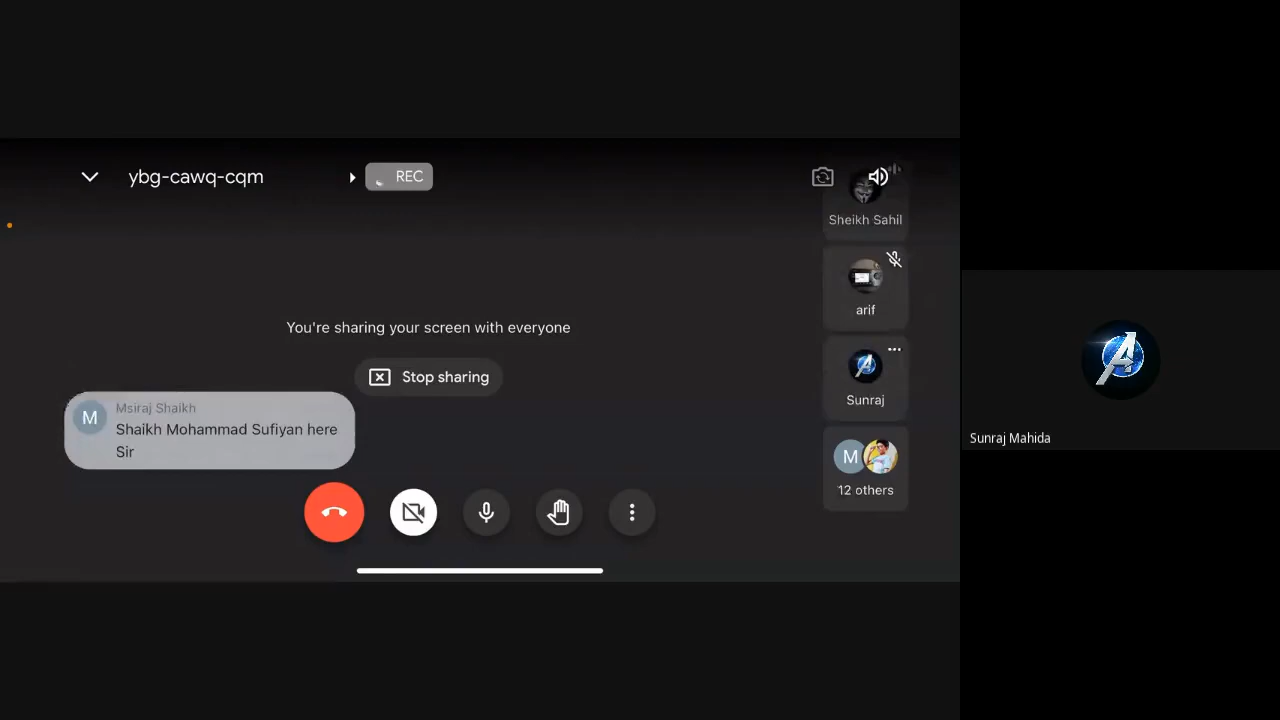 ybg-cawq-cqm
REC
Sheikh Sahil
arif
You're sharing your screen with everyone
Stop sharing
Sunraj
M
Msiraj Shaikh
Shaikh Mohammad Sufiyan here
Sir
M
12 others
Sunraj Mahida